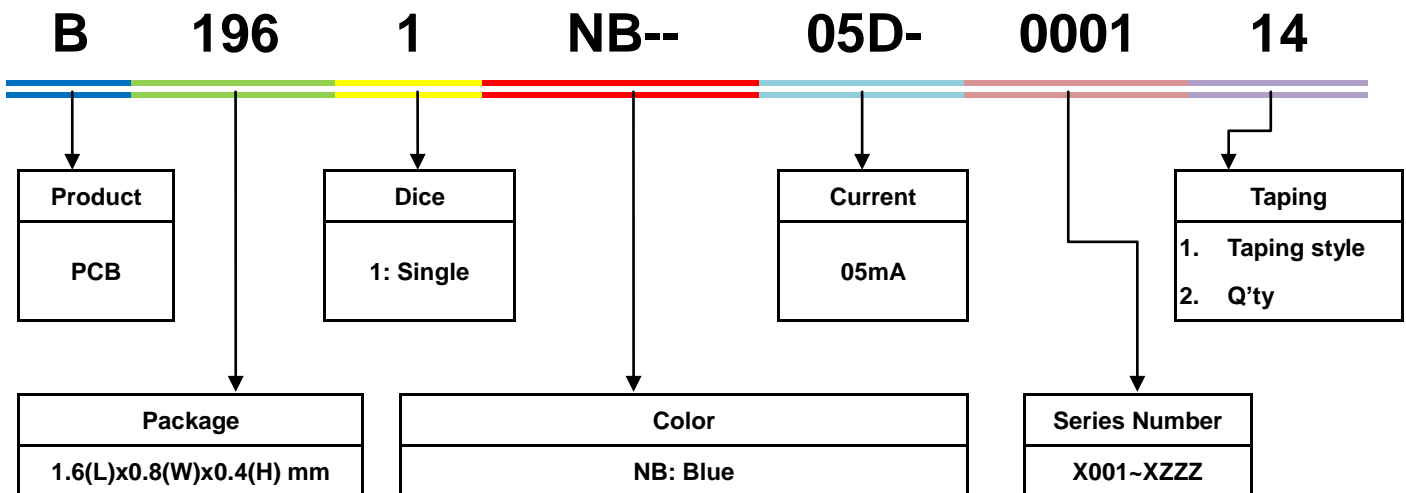 B 196 1 NB-- 05D- 0001 14
Product
PCB
Dice
1: Single
Current
05mA
Taping
1. Taping style
2. Q’ty
Package
1.6(L)x0.8(W)x0.4(H) mm
Color
NB: Blue
Series Number
X001~XZZZ